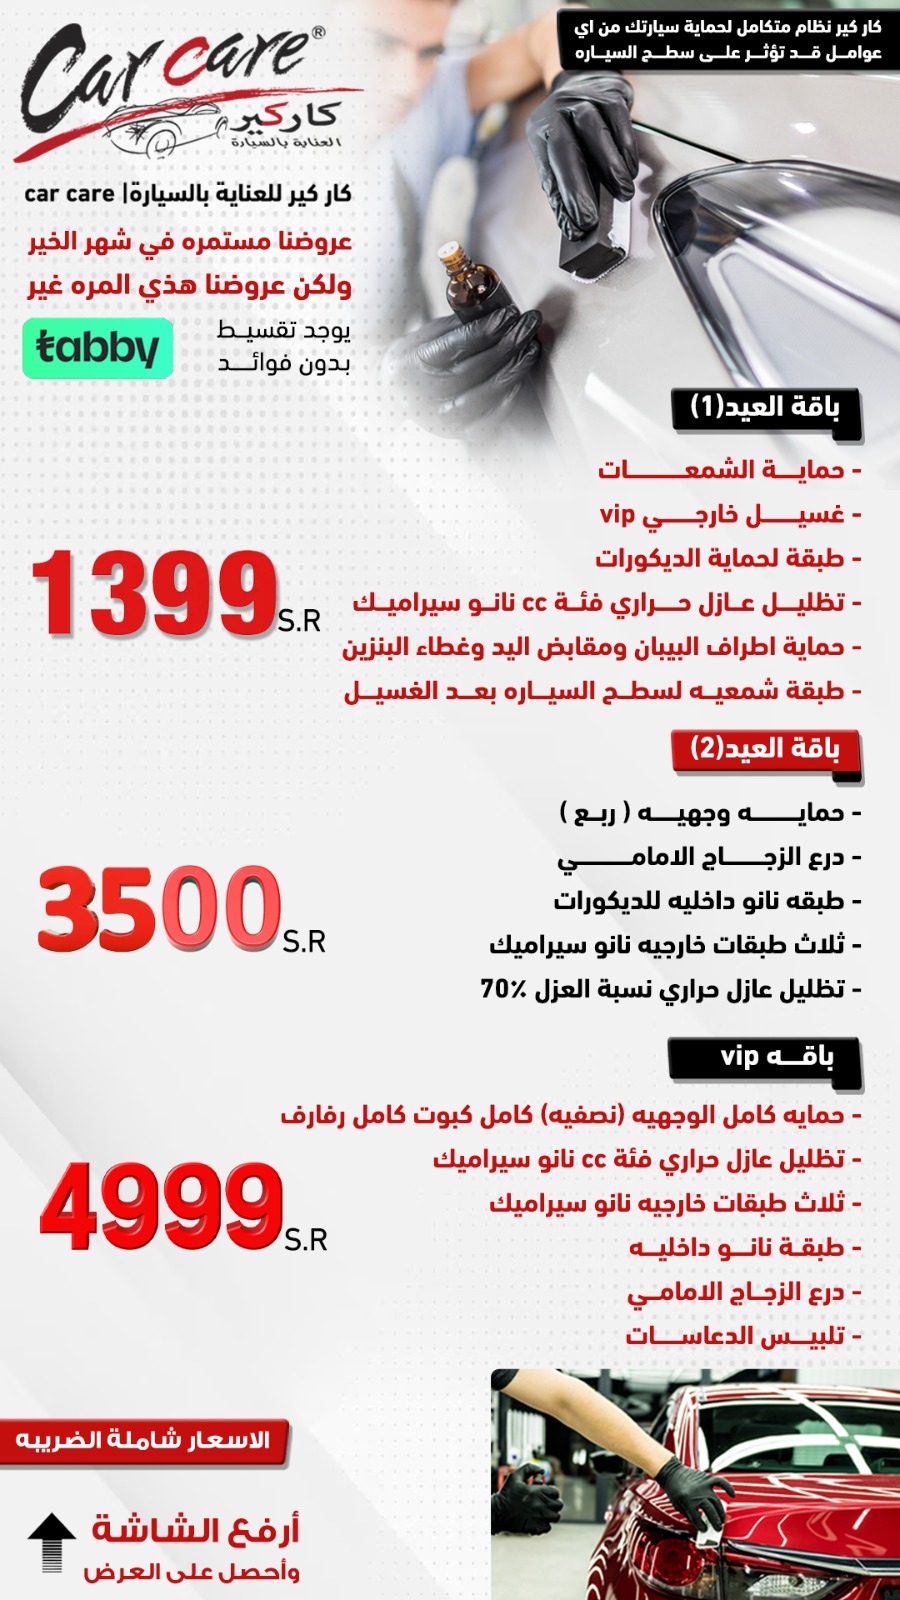 Car care®
كار كير
العناية بالسيارة
كار كير نظام متكامل لحماية سيارتك من اي
عوامل قد تؤثر على سطح السياره
كار كير للعناية بالسيارة| car care
عروضنا مستمره في شهر الخير
ولكن عروضنا هذي المره غير
يوجد تقسيط
بدون فوائد
tabby
باقة العيد(1)
- حماية الشمعات
- غسيل خارجي vip
- طبقة لحماية الديكورات
- تظليل عازل حراري فئة cc نانو سيراميك
- حماية اطراف البيبان ومقابض اليد وغطاء البنزين
- طبقة شمعيه لسطح السياره بعد الغسيل
1399 S.R
باقة العيد(2)
- حمايه وجهيه ( ربع )
- درع الزجاج الامامي
- طبقه نانو داخليه للديكورات
- ثلاث طبقات خارجيه نانو سيراميك
- تظليل عازل حراري نسبة العزل 70%
3500 S.R
باقه vip
- حمايه كامل الوجهيه (نصفيه) كامل كبوت كامل رفارف
- تظليل عازل حراري فئة cc نانو سيراميك
- ثلاث طبقات خارجيه نانو سيراميك
- طبقة نانو داخليه
- درع الزجاج الامامي
- تلبيس الدعاسات
4999 S.R
الاسعار شاملة الضريبه
أرفع الشاشة
وأحصل على العرض